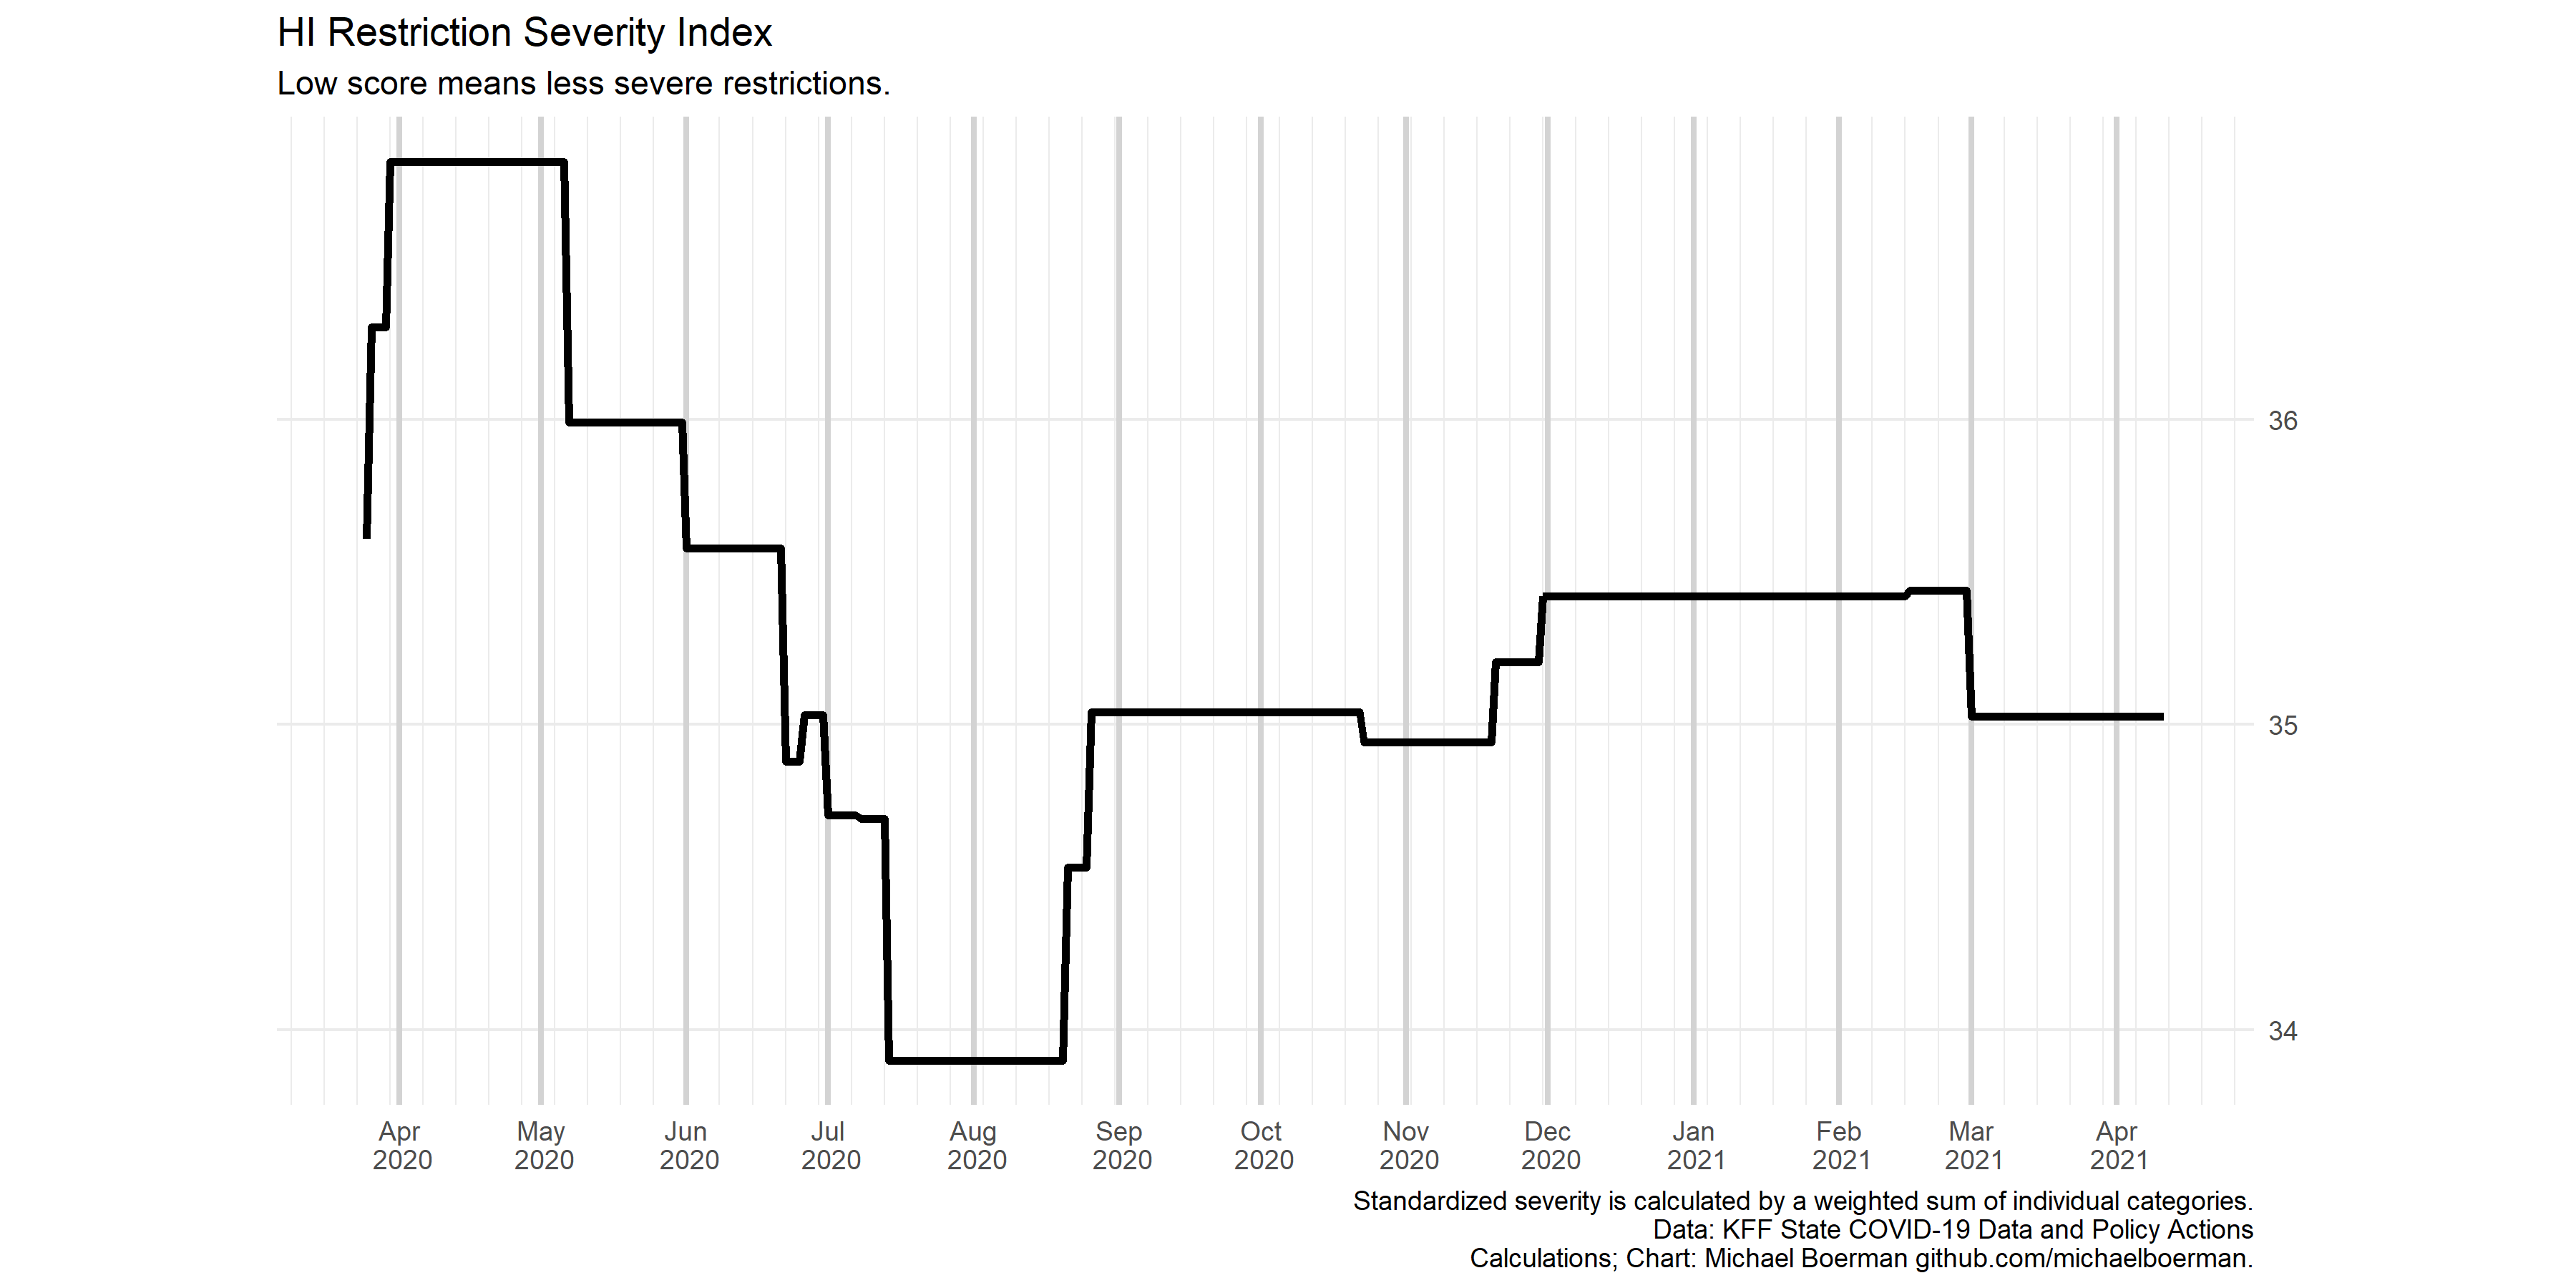 HI Restriction Severity Index
Low score means less severe restrictions.
36
35
34
Apr May Jun Jul Aug Sep Oct Nov Dec Jan Feb Mar Apr
2020 2020 2020 2020 2020 2020 2020 2020 2020 2021 2021 2021 2021
Standardized severity is calculated by a weighted sum of individual categories.
Data: KFF State COVID-19 Data and Policy Actions
Calculations; Chart: Michael Boerman github.com/michaelboerman.